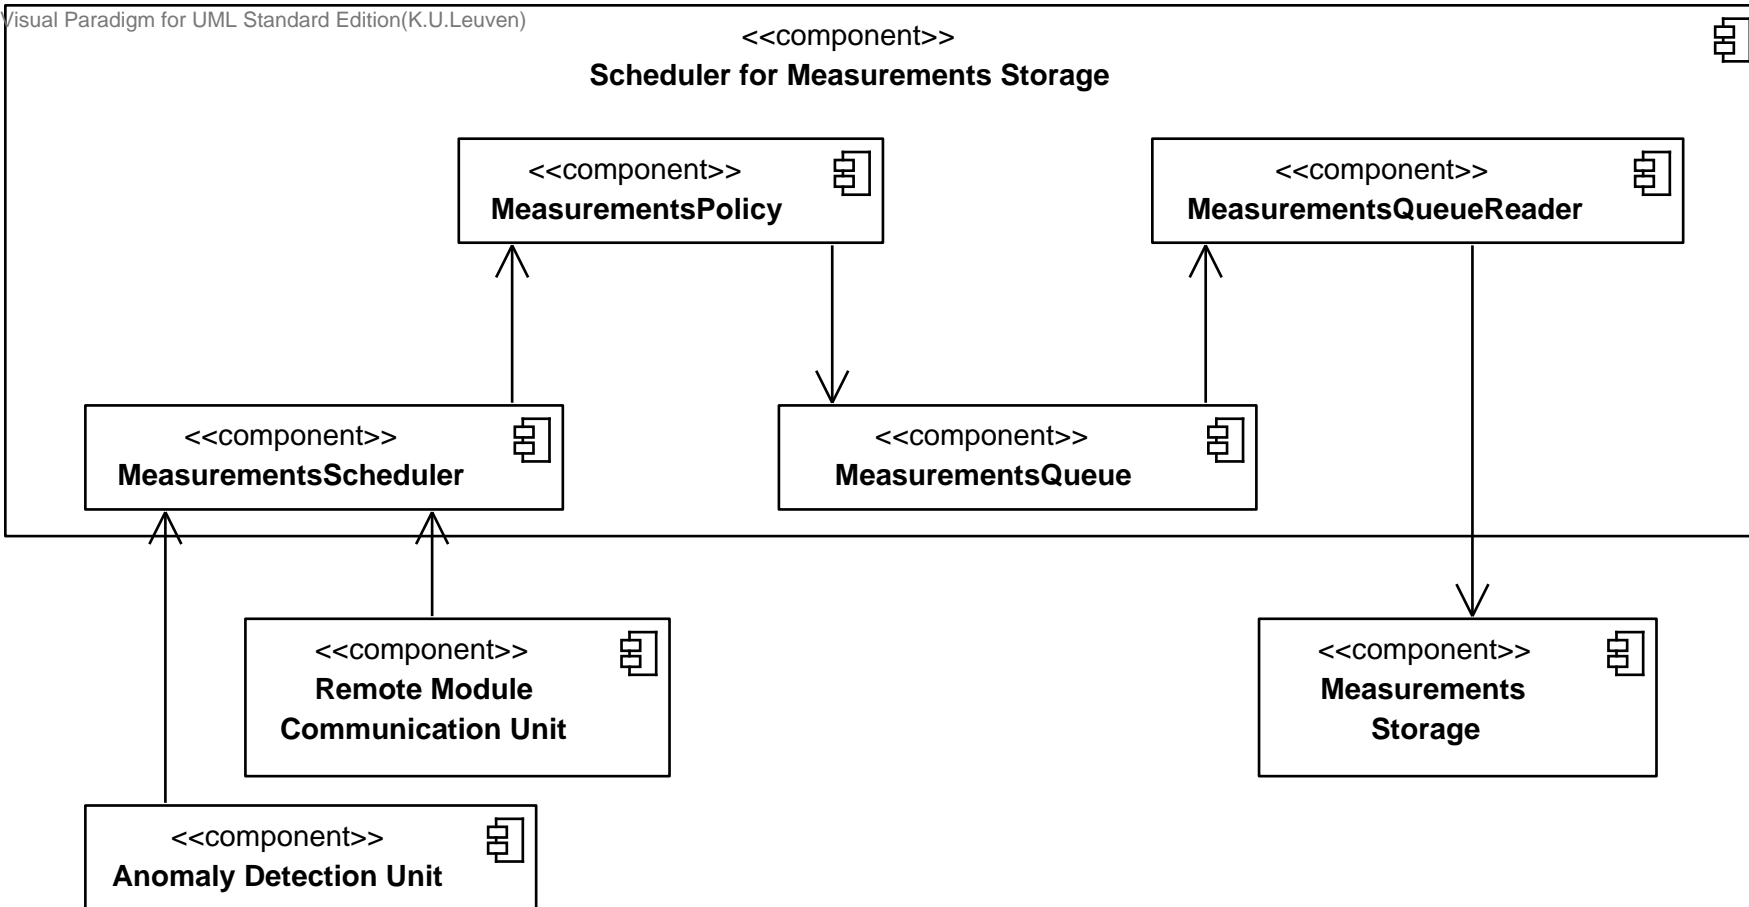 Visual Paradigm for UML Standard Edition(K.U.Leuven)
<<component>>
Scheduler for Measurements Storage
<<component>>
MeasurementsPolicy
<<component>>
MeasurementsQueueReader
<<component>>
MeasurementsScheduler
<<component>>
MeasurementsQueue
<<component>>
Remote Module
Communication Unit
<<component>>
Measurements
Storage
<<component>>
Anomaly Detection Unit